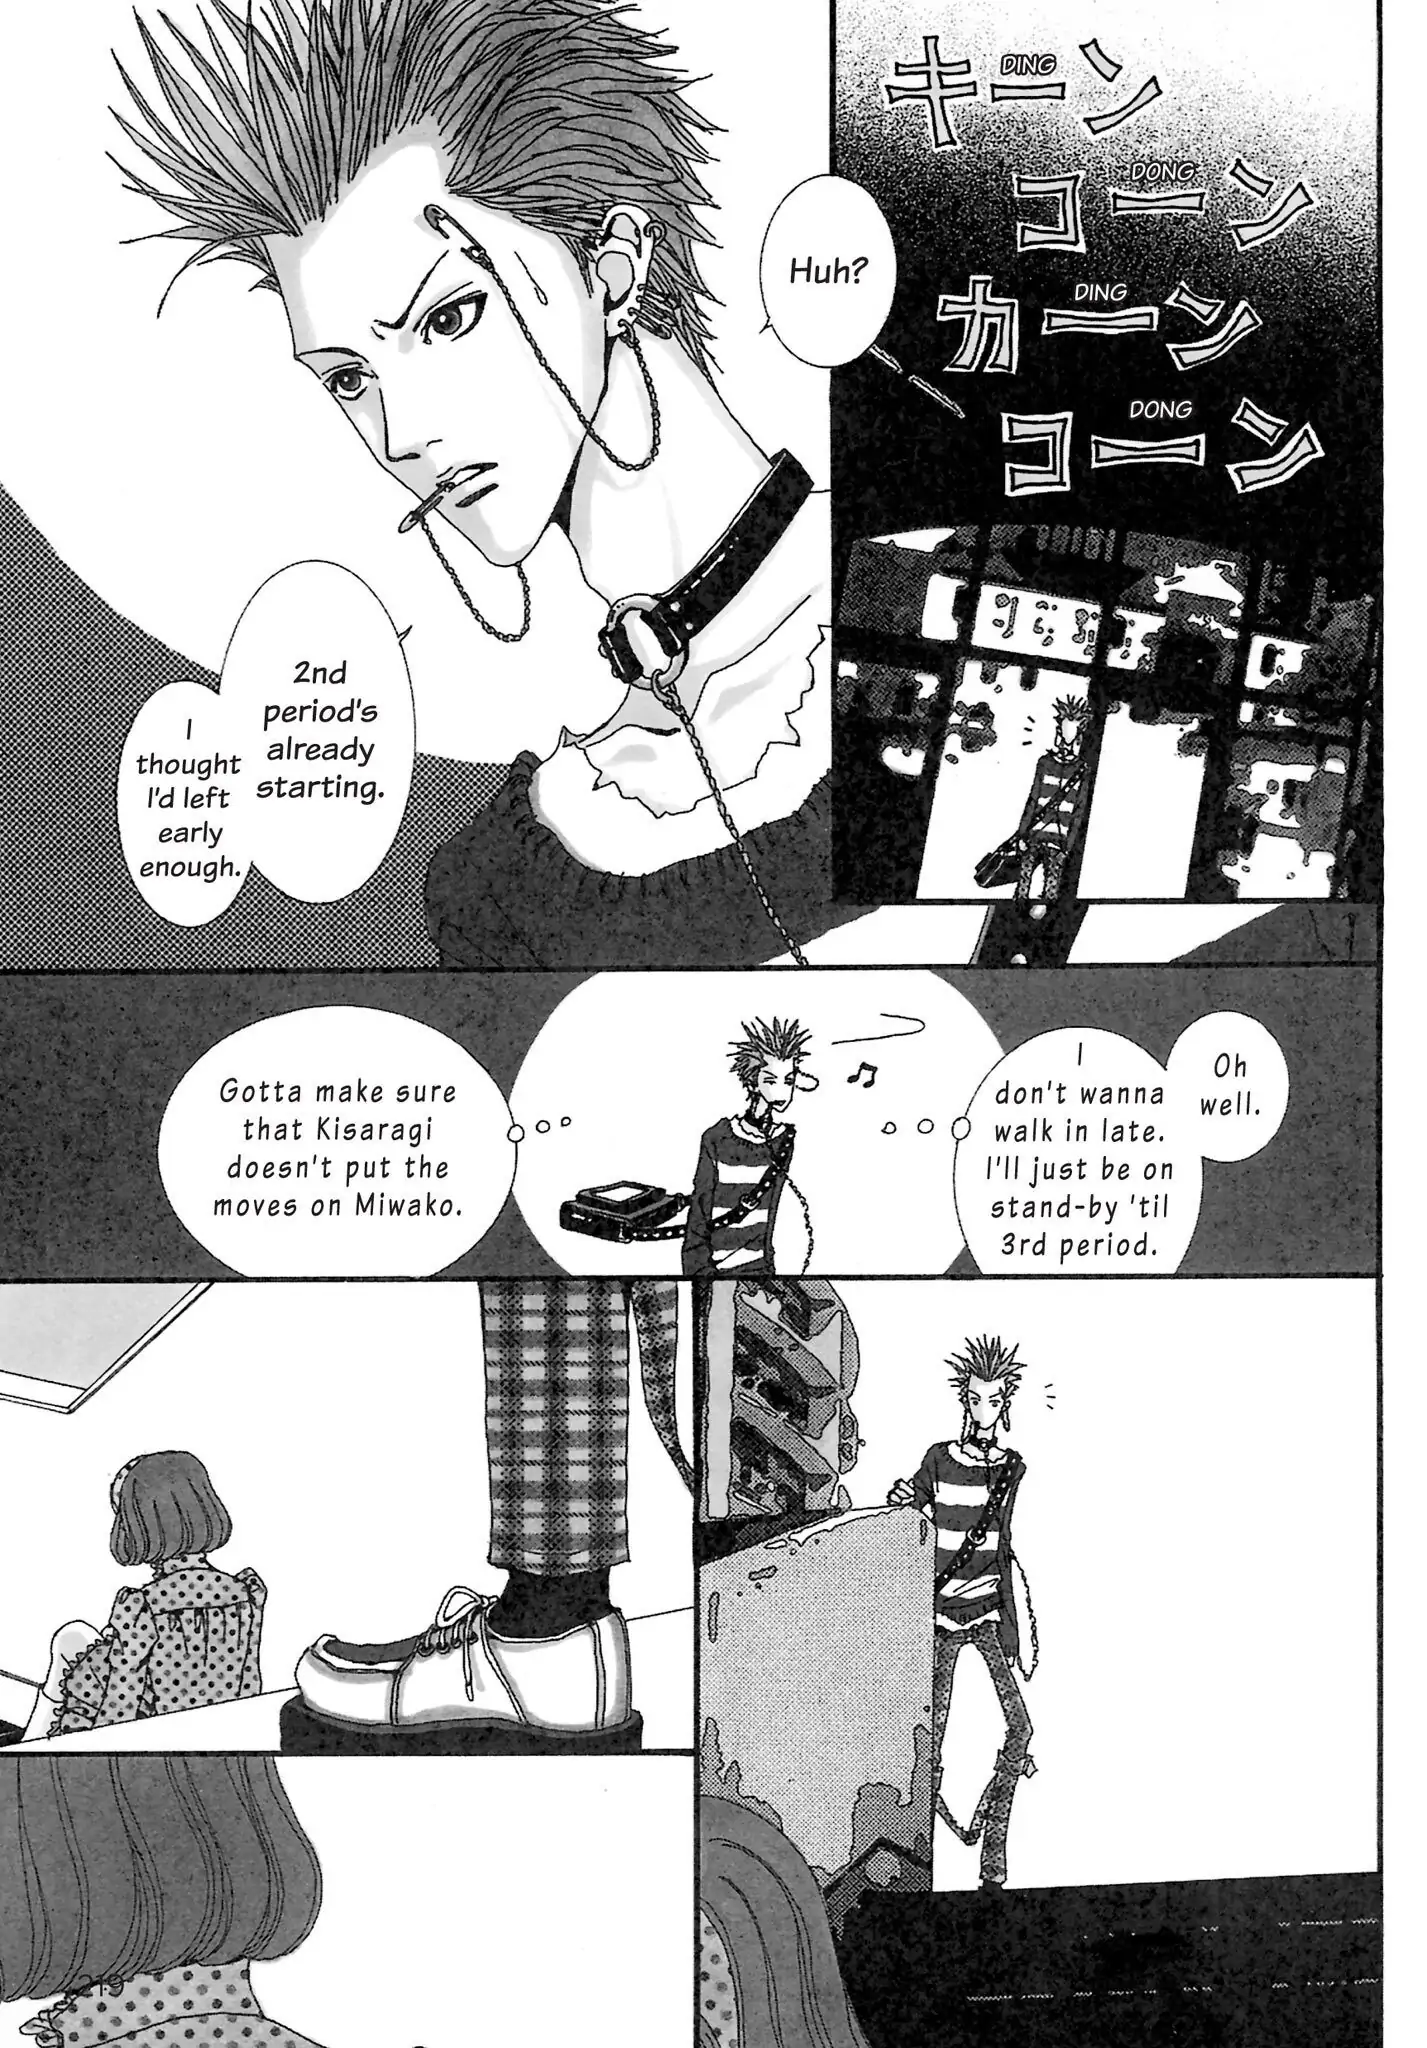 キーン
DING
コーン
DONG
カーン
DING
コーン
DONG
Huh?
2nd
period's
already
starting.
I
thought
I'd left
early
enough.
Oh
well.
I
don't wanna
walk in late.
I'll just be on
stand-by 'til
3rd period.
Gotta make sure
that Kisaragi
doesn't put the
moves on Miwako.
219